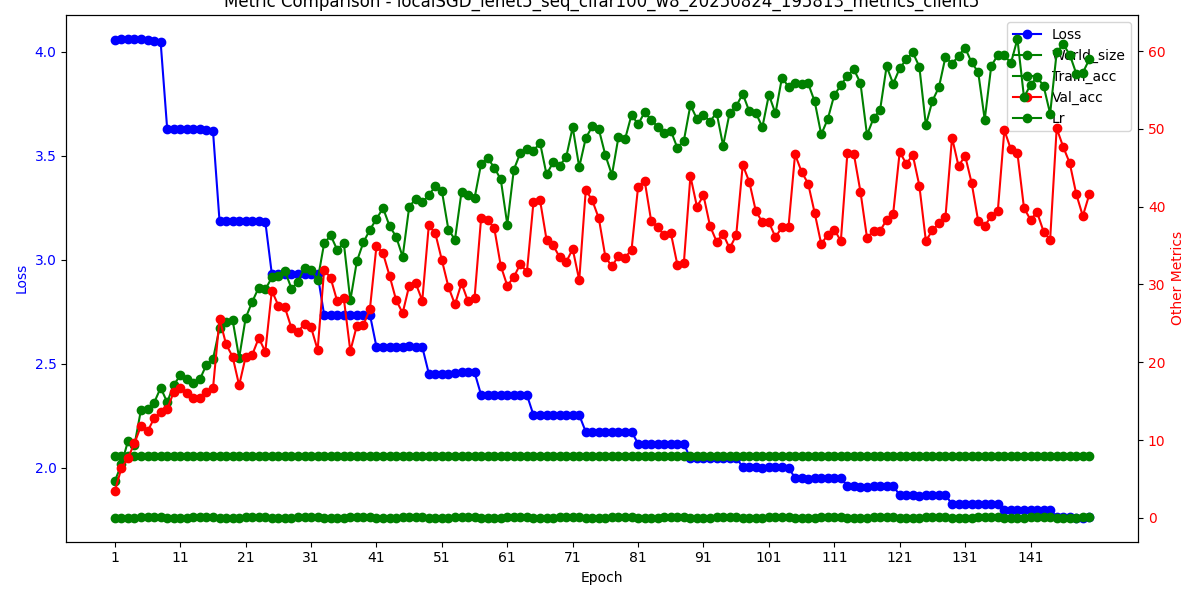 Metric Comparison - localSGD_lenet5_seq_cifar100_w8_20250824_195813_metrics_client5
Loss
World_size
Train_acc
Val_acc
Lr
4.0
3.5
3.0
2.5
2.0
Loss
60
50
40
30
20
10
0
Other Metrics
1 11 21 31 41 51 61 71 81 91 101 111 121 131 141
Epoch